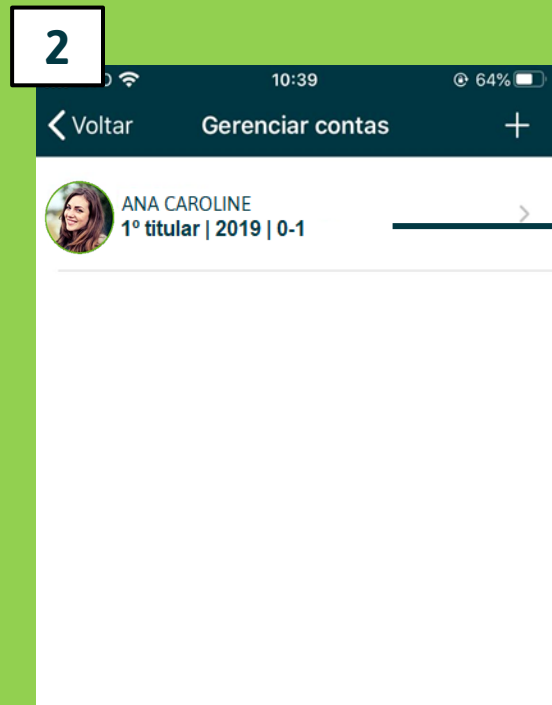 2
10:39
64%
Voltar
Gerenciar contas
ANA CAROLINE
1º titular | 2019 | 0-1